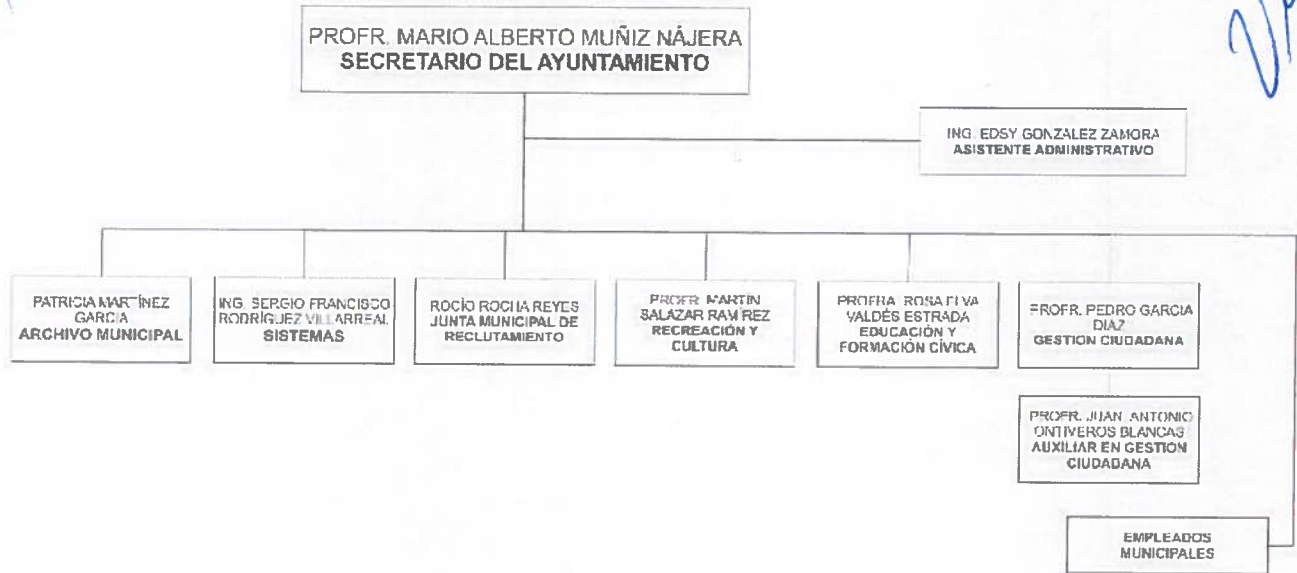 PROFR. MARIO ALBERTO MUÑIZ NÁJERA
SECRETARIO DEL AYUNTAMIENTO
ING. EDSY GONZALEZ ZAMORA
ASISTENTE ADMINISTRATIVO
PATRICIA MARTÍNEZ
GARCIA
ARCHIVO MUNICIPAL
ING. SERGIO FRANCISCO
RODRÍGUEZ VILLARREAL
SISTEMAS
ROCÍO ROCHA REYES
JUNTA MUNICIPAL DE
RECLUTAMIENTO
PROFR. MARTÍN
SALAZAR RAMÍREZ
RECREACIÓN Y
CULTURA
PROFRA. ROSA ELVA
VALDÉS ESTRADA
EDUCACIÓN Y
FORMACIÓN CÍVICA
PROFR. PEDRO GARCIA
DIAZ
GESTION CIUDADANA
PROFR. JUAN ANTONIO
ONTIVEROS BLANCAS
AUXILIAR EN GESTION
CIUDADANA
EMPLEADOS
MUNICIPALES